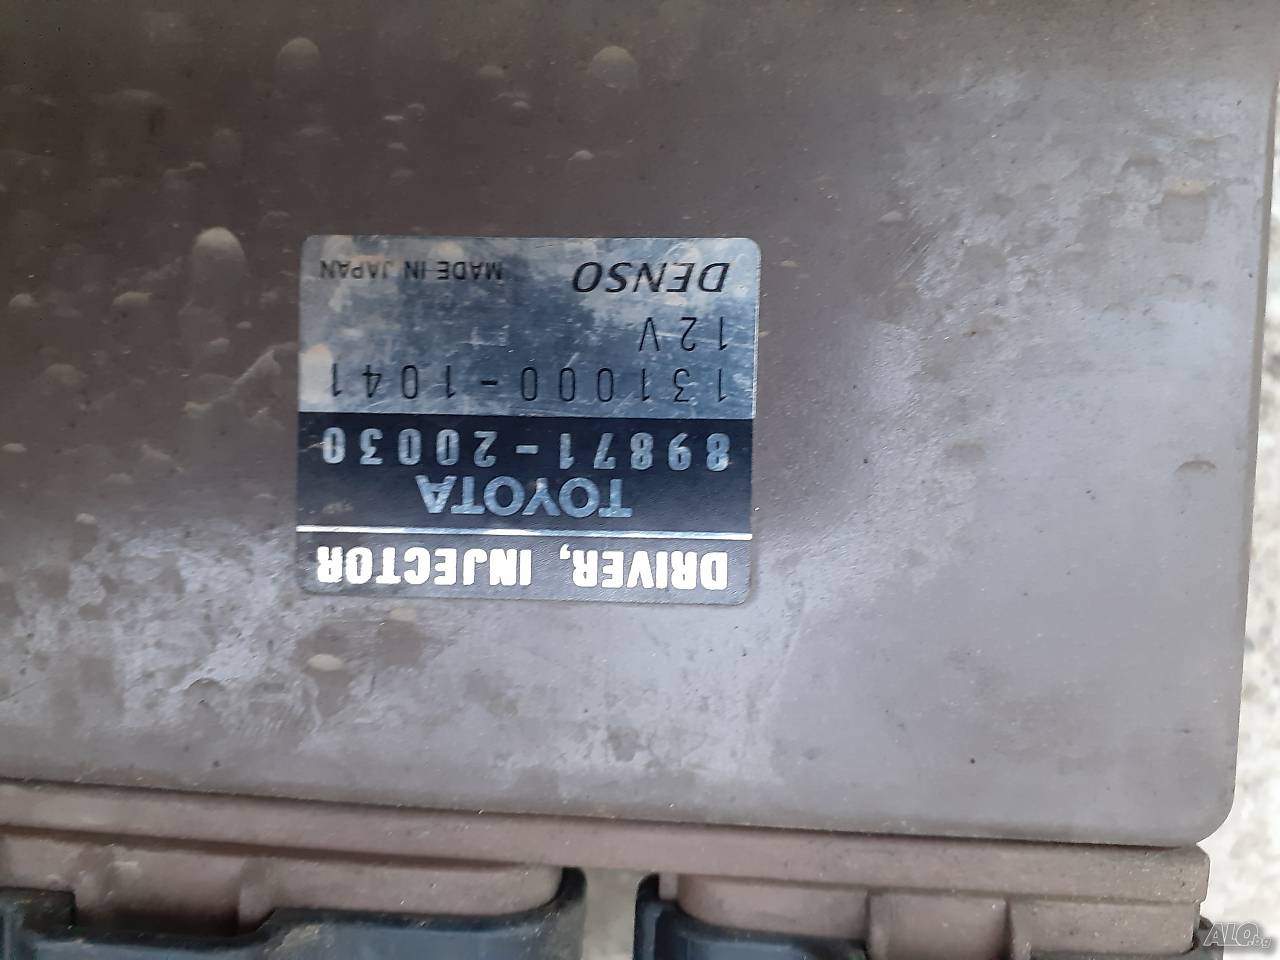 DRIVER, INJECTOR
TOYOTA
89871-20030
131000-1041
12V
DENSO MADE IN JAPAN
ALO.bg